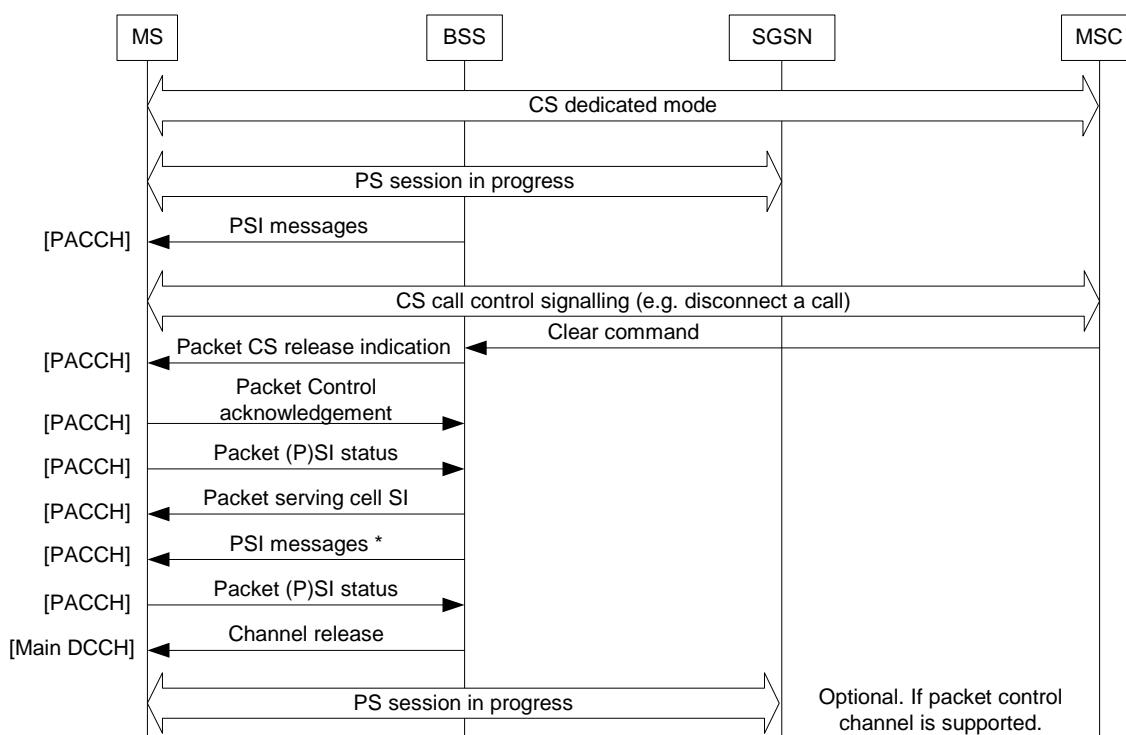 MS
BSS
SGSN
MSC
CS dedicated mode
PS session in progress
PSI messages
[PACCH]
CS call control signalling (e.g. disconnect a call)
Clear command
Packet CS release indication
[PACCH]
Packet Control
acknowledgement
[PACCH]
Packet (P)SI status
[PACCH]
Packet serving cell SI
[PACCH]
PSI messages *
[PACCH]
Packet (P)SI status
[PACCH]
Channel release
[Main DCCH]
PS session in progress
Optional. If packet control
channel is supported.